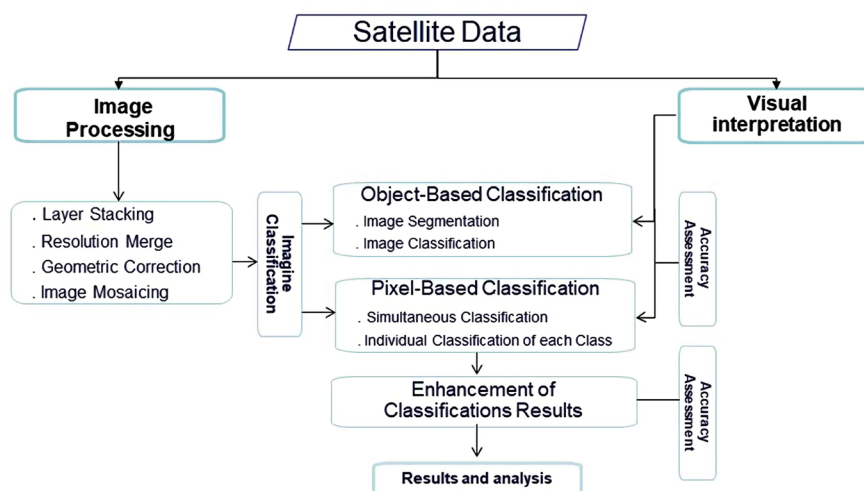 Satellite Data
Image
Processing
Visual
interpretation
. Layer Stacking
. Resolution Merge
. Geometric Correction
. Image Mosaicing
Imagine
Classification
Object-Based Classification
. Image Segmentation
. Image Classification
Accuracy
Assessment
Pixel-Based Classification
. Simultaneous Classification
. Individual Classification of each Class
Enhancement of
Classifications Results
Accuracy
Assessment
Results and analysis